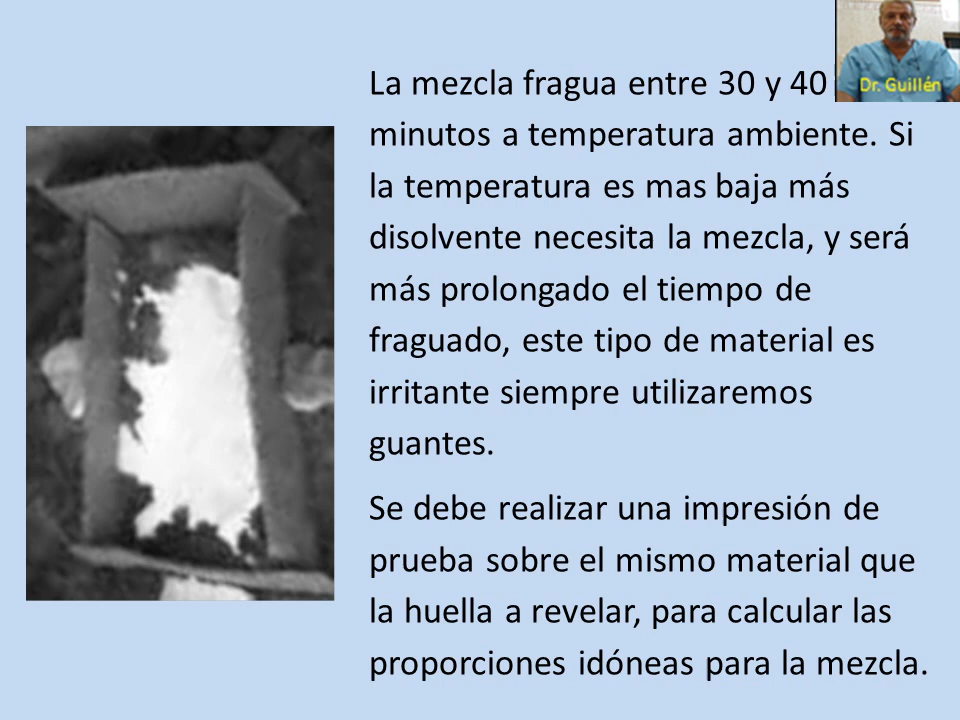 Dr. Guillén
La mezcla fragua entre 30 y 40
minutos a temperatura ambiente. Si
la temperatura es mas baja más
disolvente necesita la mezcla, y será
más prolongado el tiempo de
fraguado, este tipo de material es
irritante siempre utilizaremos
guantes.
Se debe realizar una impresión de
prueba sobre el mismo material que
la huella a revelar, para calcular las
proporciones idóneas para la mezcla.